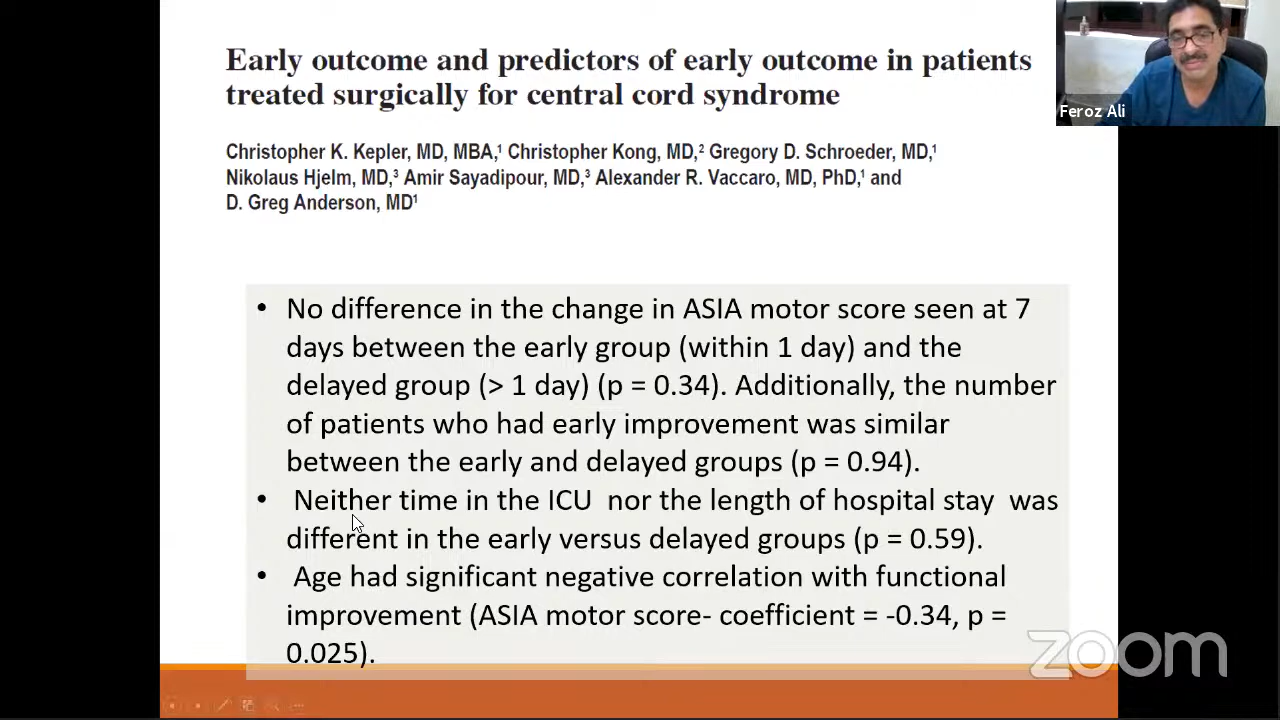 Early outcome and predictors of early outcome in patients
treated surgically for central cord syndrome
Feroz Ali
Christopher K. Kepler, MD, MBA,¹ Christopher Kong, MD,² Gregory D. Schroeder, MD,¹
Nikolaus Hjelm, MD,³ Amir Sayadipour, MD,³ Alexander R. Vaccaro, MD, PhD,¹ and
D. Greg Anderson, MD¹
• No difference in the change in ASIA motor score seen at 7
days between the early group (within 1 day) and the
delayed group (> 1 day) (p = 0.34). Additionally, the number
of patients who had early improvement was similar
between the early and delayed groups (p = 0.94).
• Neither time in the ICU nor the length of hospital stay was
different in the early versus delayed groups (p = 0.59).
• Age had significant negative correlation with functional
improvement (ASIA motor score- coefficient = -0.34, p =
0.025).
zoom